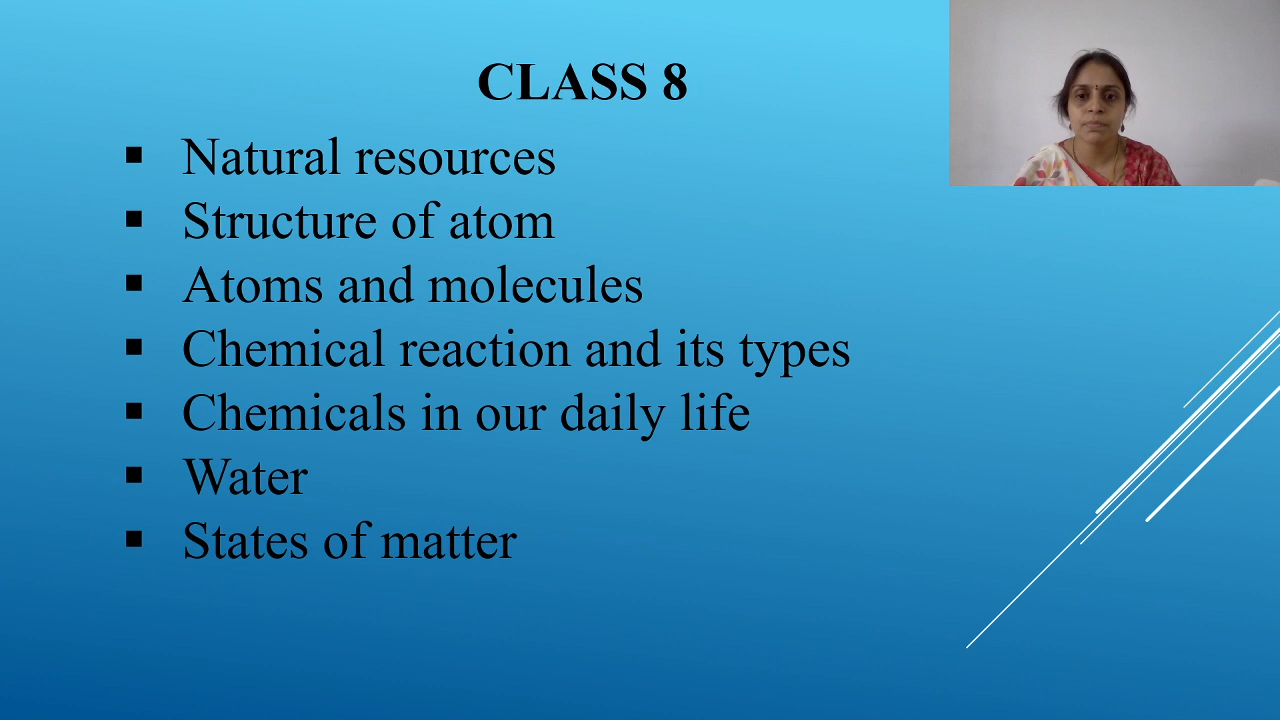 CLASS 8
▪ Natural resources
▪ Structure of atom
▪ Atoms and molecules
▪ Chemical reaction and its types
▪ Chemicals in our daily life
▪ Water
▪ States of matter